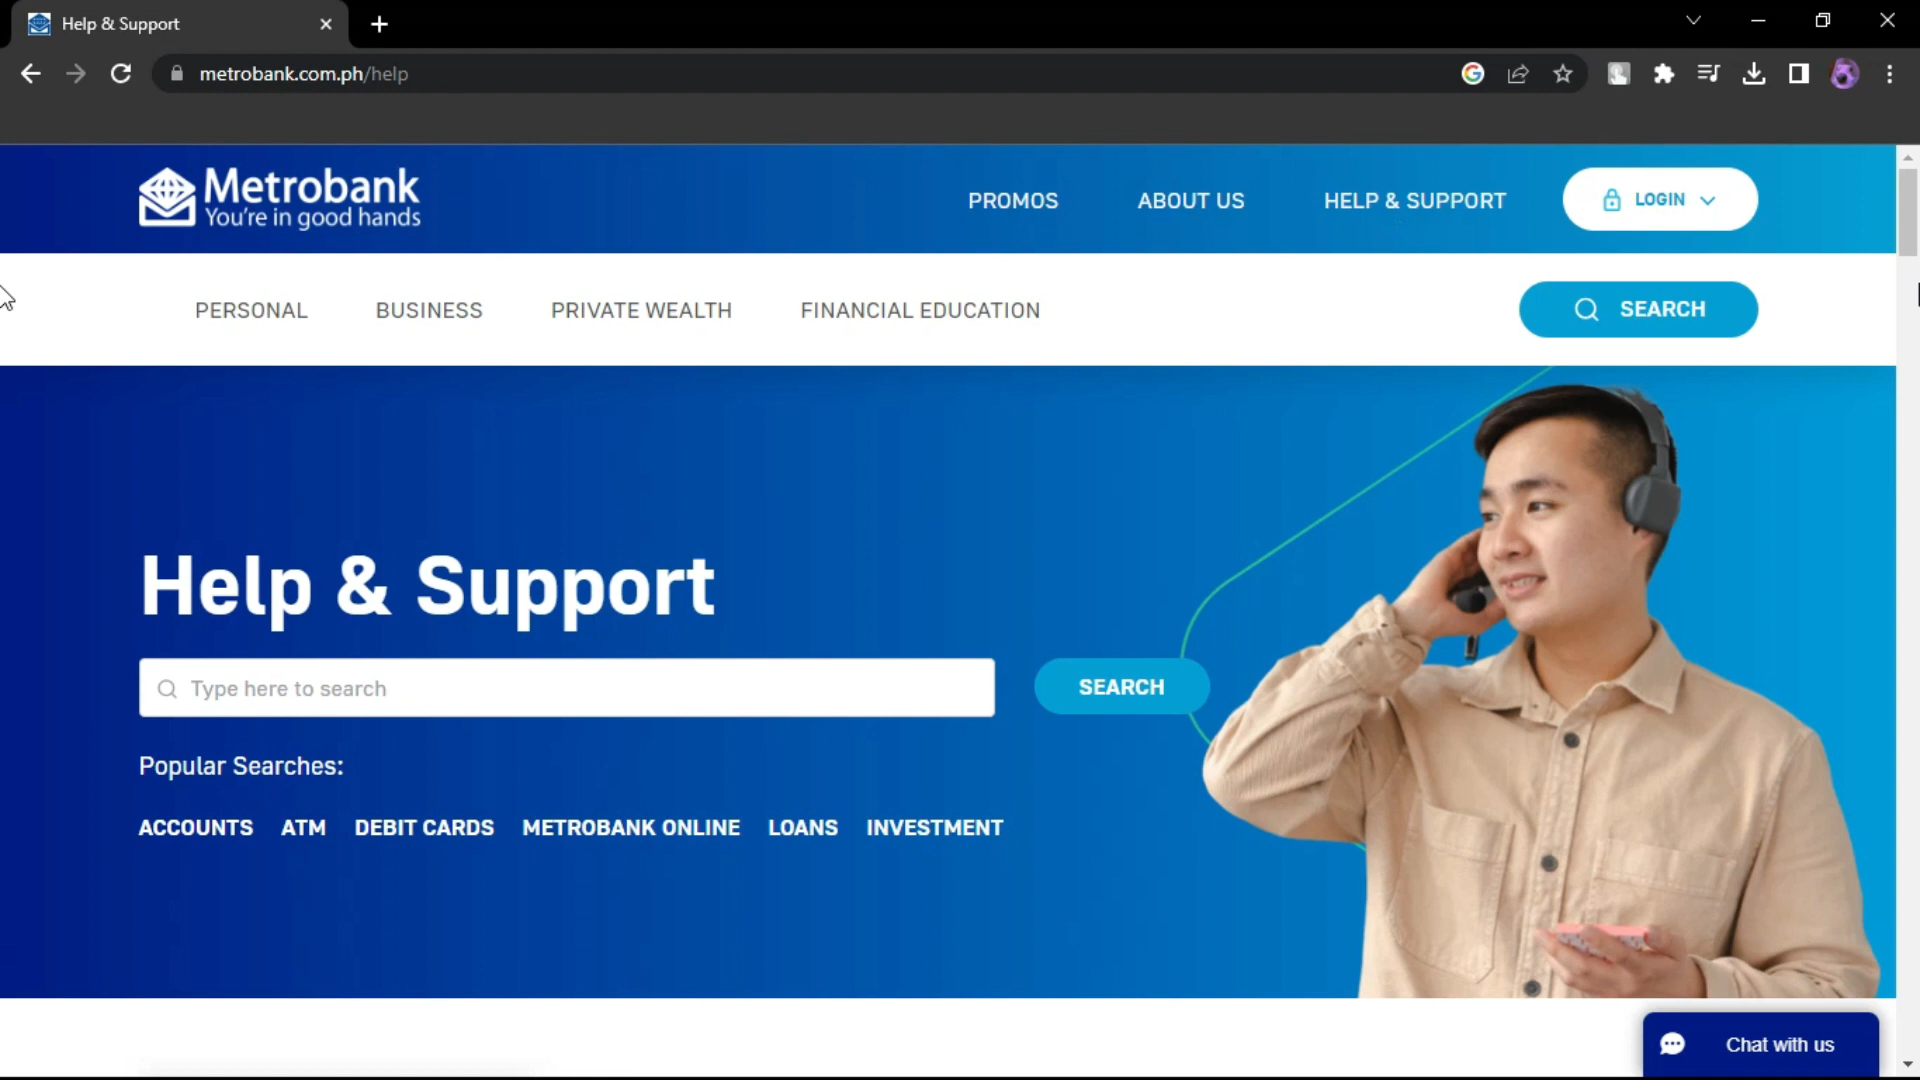 Help & Support
metrobank.com.ph/help
Metrobank
You're in good hands
PROMOS
ABOUT US
HELP & SUPPORT
LOGIN
PERSONAL
BUSINESS
PRIVATE WEALTH
FINANCIAL EDUCATION
SEARCH
Help & Support
Type here to search
SEARCH
Popular Searches:
ACCOUNTS ATM DEBIT CARDS METROBANK ONLINE LOANS INVESTMENT
Chat with us